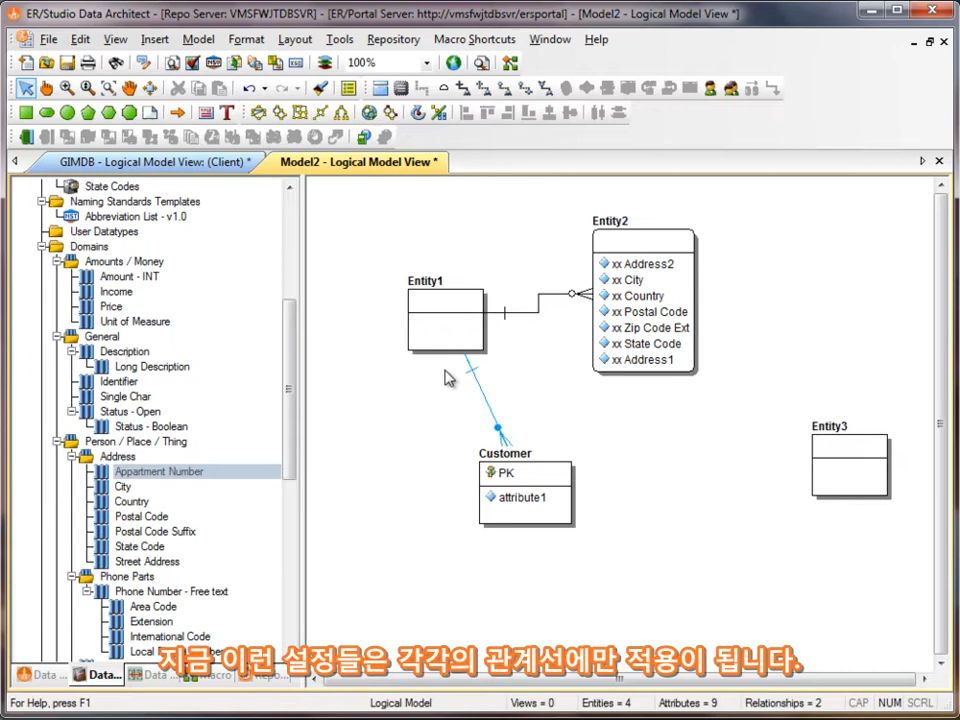 ER/Studio Data Architect - [Repo Server: VMSFWJTDBSVR] - [ER/Portal Server: http://vmsfwjtdbsvr/ersportal] - [Model2 - Logical Model View *]
File Edit View Insert Model Format Layout Tools Repository Macro Shortcuts Window Help
100%
GIMDB - Logical Model View: (Client) *
Model2 - Logical Model View *
State Codes
Naming Standards Templates
Abbreviation List - v1.0
User Datatypes
Domains
Amounts / Money
Amount - INT
Income
Price
Unit of Measure
General
Description
Long Description
Identifier
Single Char
Status - Open
Status - Boolean
Person / Place / Thing
Address
Appartment Number
City
Country
Postal Code
Postal Code Suffix
State Code
Street Address
Phone Parts
Phone Number - Free text
Area Code
Extension
International Code
Entity1
Entity2
xx Address2
xx City
xx Country
xx Postal Code
xx Zip Code Ext
xx State Code
xx Address1
Entity3
Customer
PK
attribute1
지금 이런 설정들은 각각의 관계선에만 적용이 됩니다.
Data... Data... Data Macro Repo...
For Help, press F1
Logical Model
Views = 0
Entities = 4
Attributes = 9
Relationships = 2
CAP
NUM
SCRL